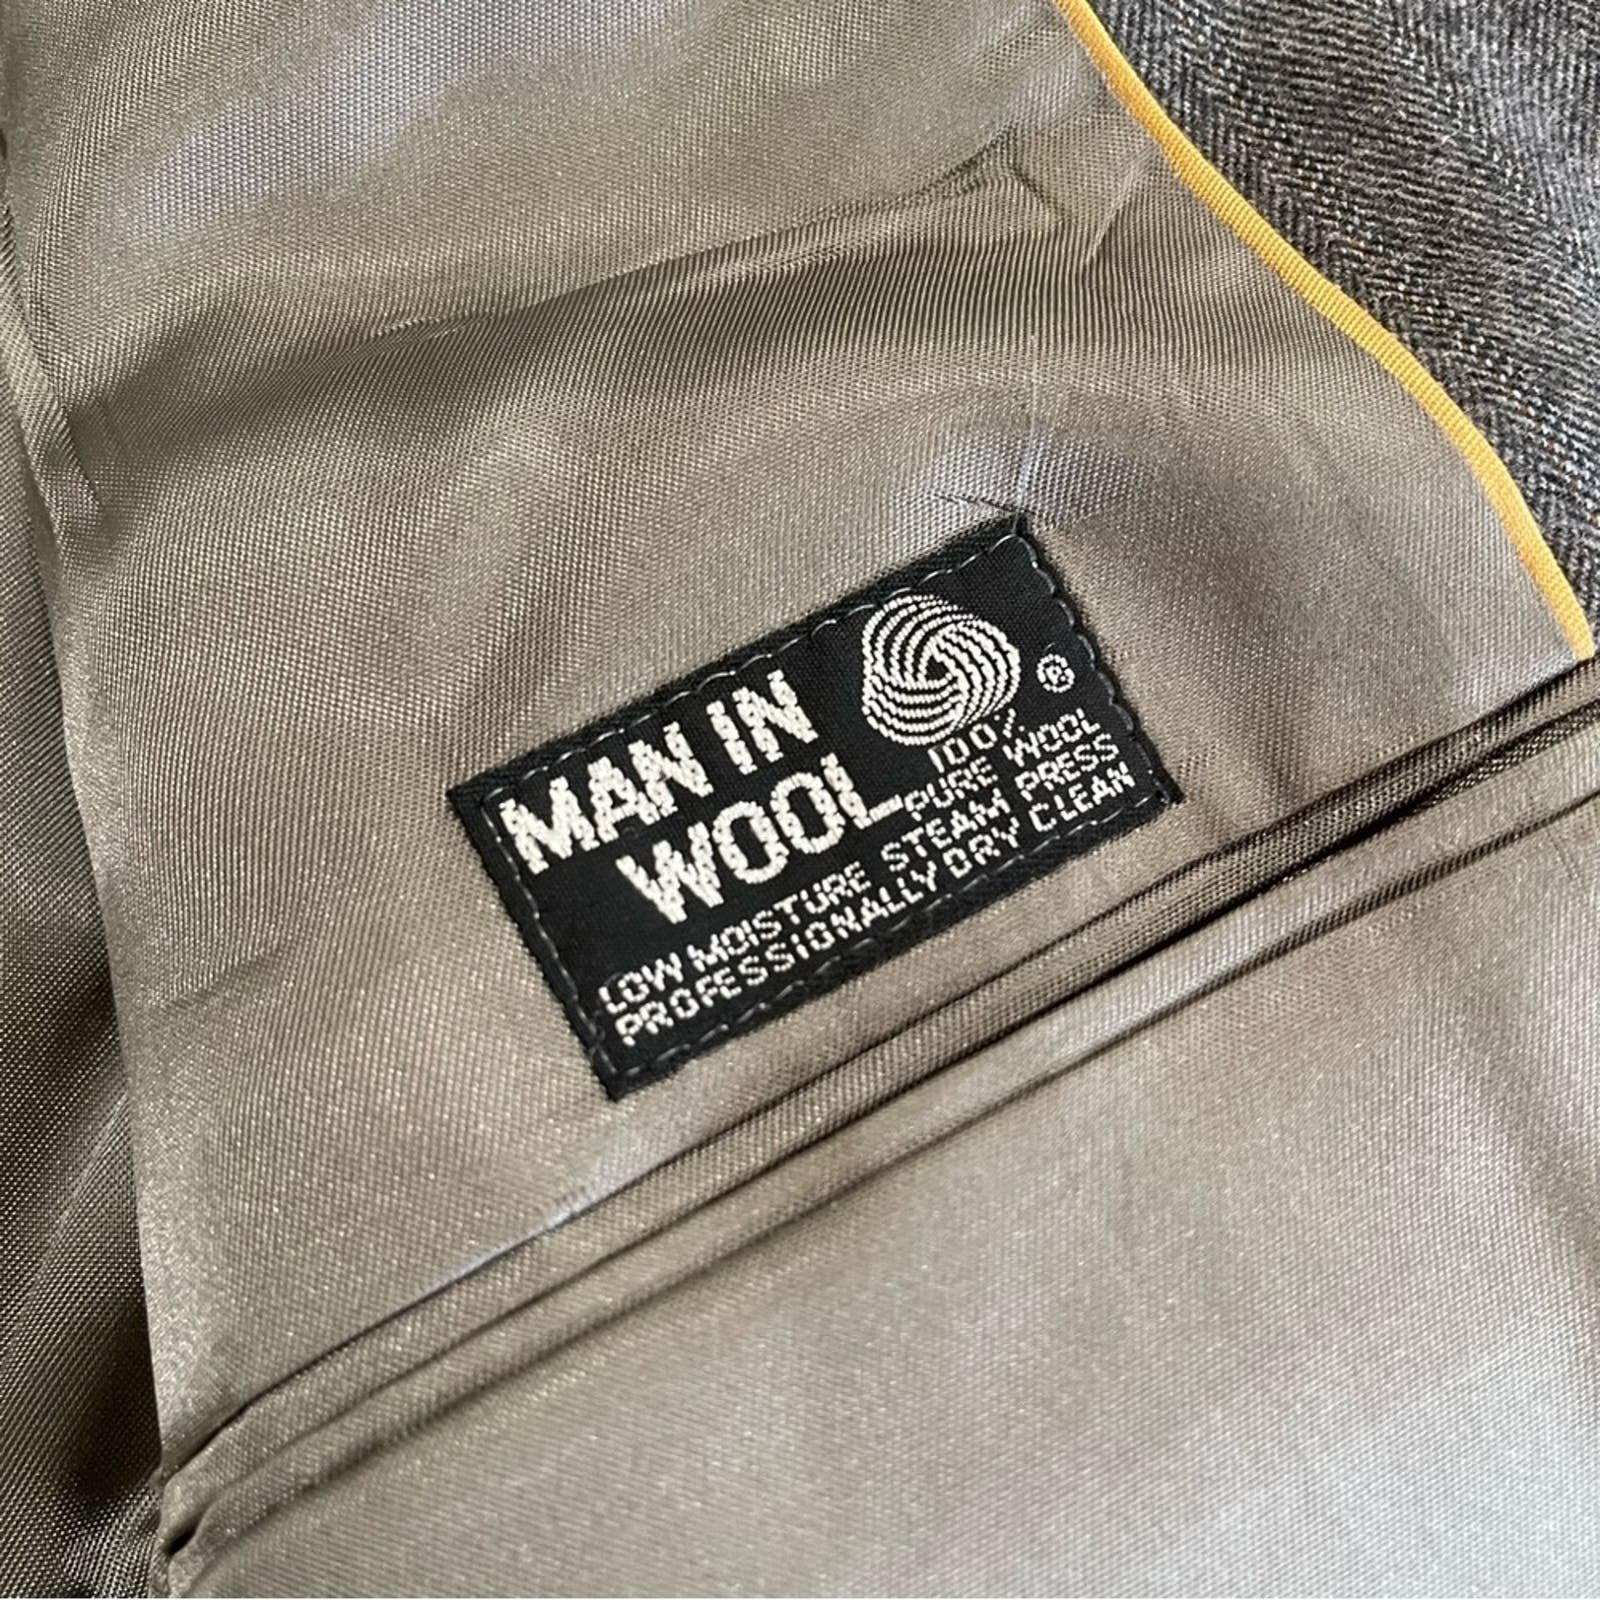 MAN IN
WOOL
®
100%
PURE WOOL
LOW MOISTURE STEAM PRESS
PROFESSIONALLY DRY CLEAN